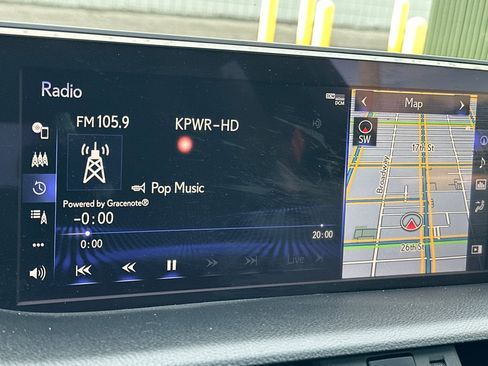 Radio
DCM
FM 105.9
KPWR-HD
Pop Music
Powered by Gracenote®
-0:00
0:00
20:00
Live
Map
SW
17th St
Broadway
26th St